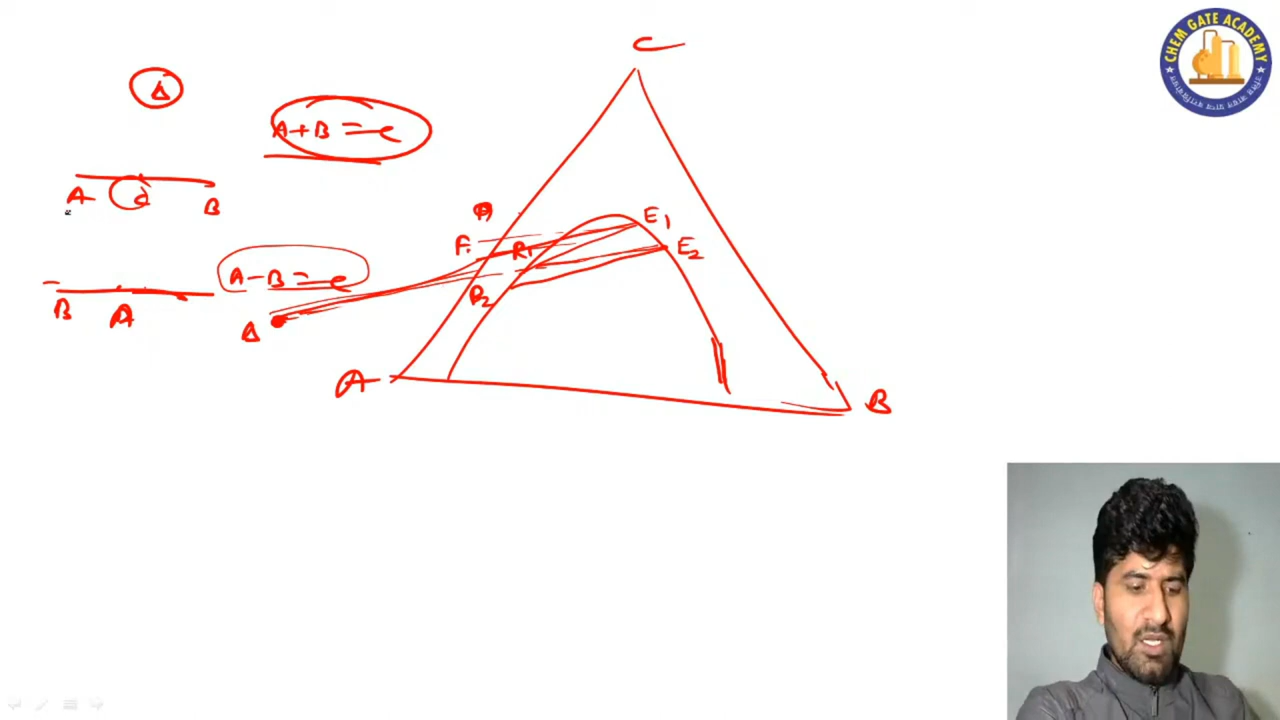 CHEM GATE ACADEMY
C
Δ
A+B=C
A C B
F R1 E1
E2
A-B=C
R2
B A
Δ
A
B